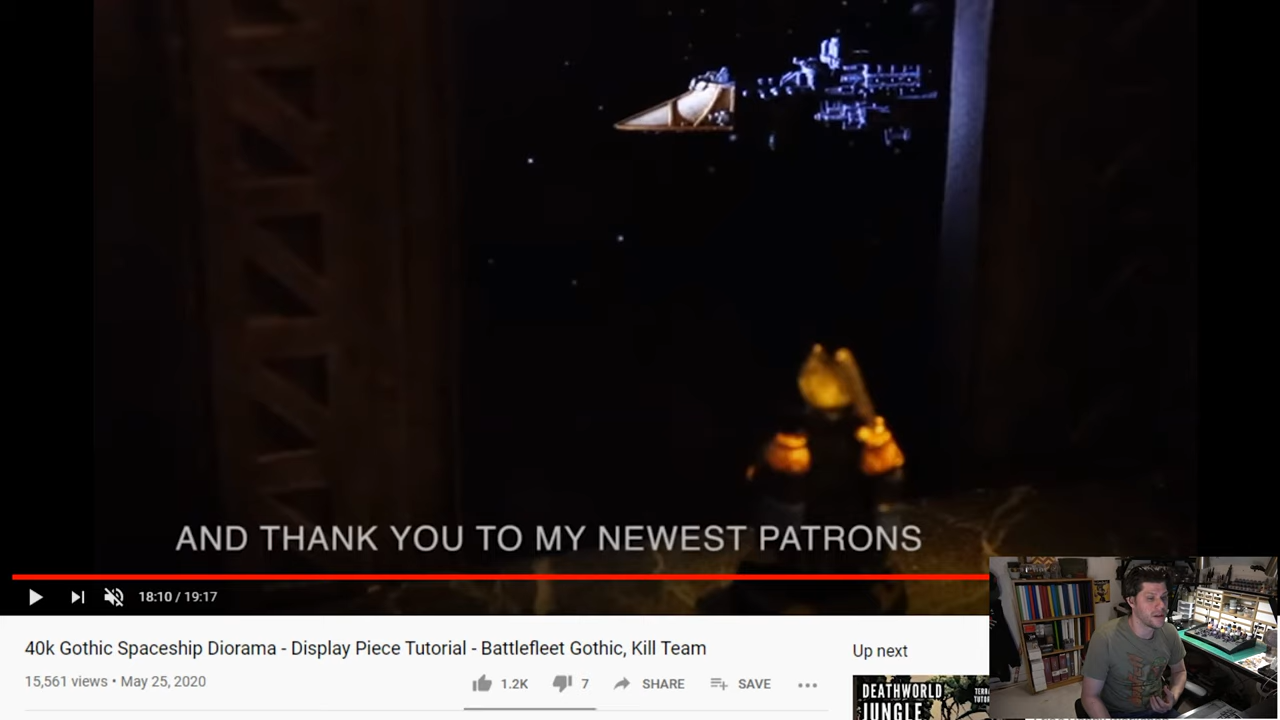 AND THANK YOU TO MY NEWEST PATRONS
18:10 / 19:17
40k Gothic Spaceship Diorama - Display Piece Tutorial - Battlefleet Gothic, Kill Team
15,561 views • May 25, 2020
1.2K
7
SHARE
SAVE
Up next
DEATHWORLD
JUNGLE